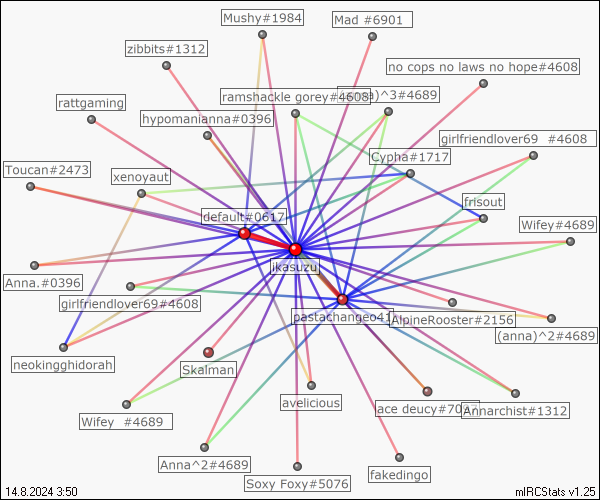 Mushy#1984
Mad #6901
zibbits#1312
no cops no laws no hope#4608
rattgaming
ramshackle gorey#4608
)^3#4689
hypomanianna#0396
girlfriendlover69 #4608
Cypha#1717
Toucan#2473
xenoyaut
frisout
default#0617
Wifey#4689
likasuzu
Anna.#0396
girlfriendlover69#4608
pastachangeo41
AlpineRooster#2156
(anna)^2#4689
neokingghidorah
Skalman
avelicious
ace deucy#70
Annarchist#1312
Wifey #4689
Anna^2#4689
fakedingo
Soxy Foxy#5076
14.8.2024 3:50
mIRCStats v1.25